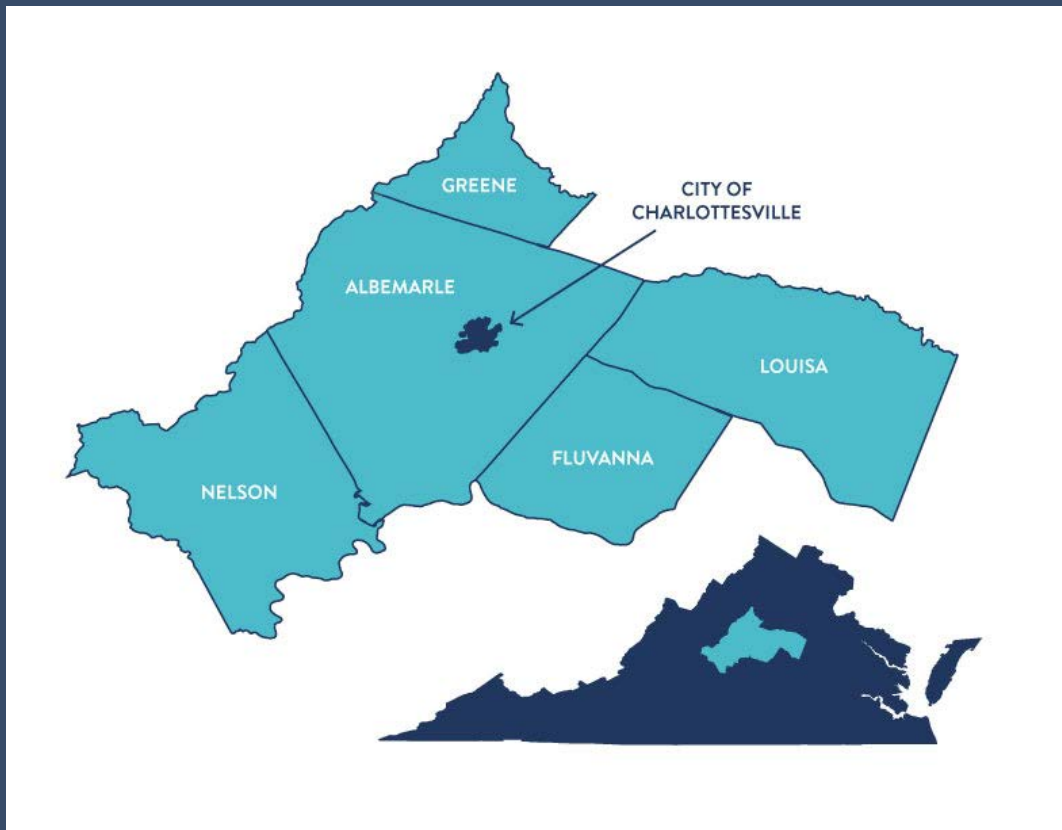 GREENE
CITY OF
CHARLOTTESVILLE
ALBEMARLE
LOUISA
FLUVANNA
NELSON